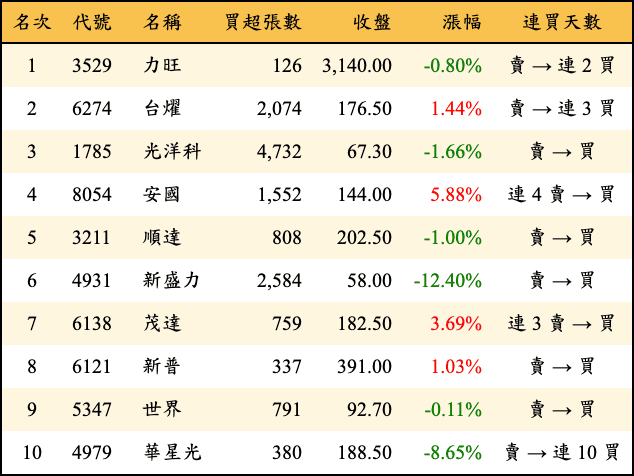 名次 代號 名稱 買超張數 收盤 漲幅 連買天數
1 3529 力旺 126 3,140.00 -0.80% 賣 → 連 2 買
2 6274 台燿 2,074 176.50 1.44% 賣 → 連 3 買
3 1785 光洋科 4,732 67.30 -1.66% 賣 → 買
4 8054 安國 1,552 144.00 5.88% 連 4 賣 → 買
5 3211 順達 808 202.50 -1.00% 賣 → 買
6 4931 新盛力 2,584 58.00 -12.40% 賣 → 買
7 6138 茂達 759 182.50 3.69% 連 3 賣 → 買
8 6121 新普 337 391.00 1.03% 賣 → 買
9 5347 世界 791 92.70 -0.11% 賣 → 買
10 4979 華星光 380 188.50 -8.65% 賣 → 連 10 買